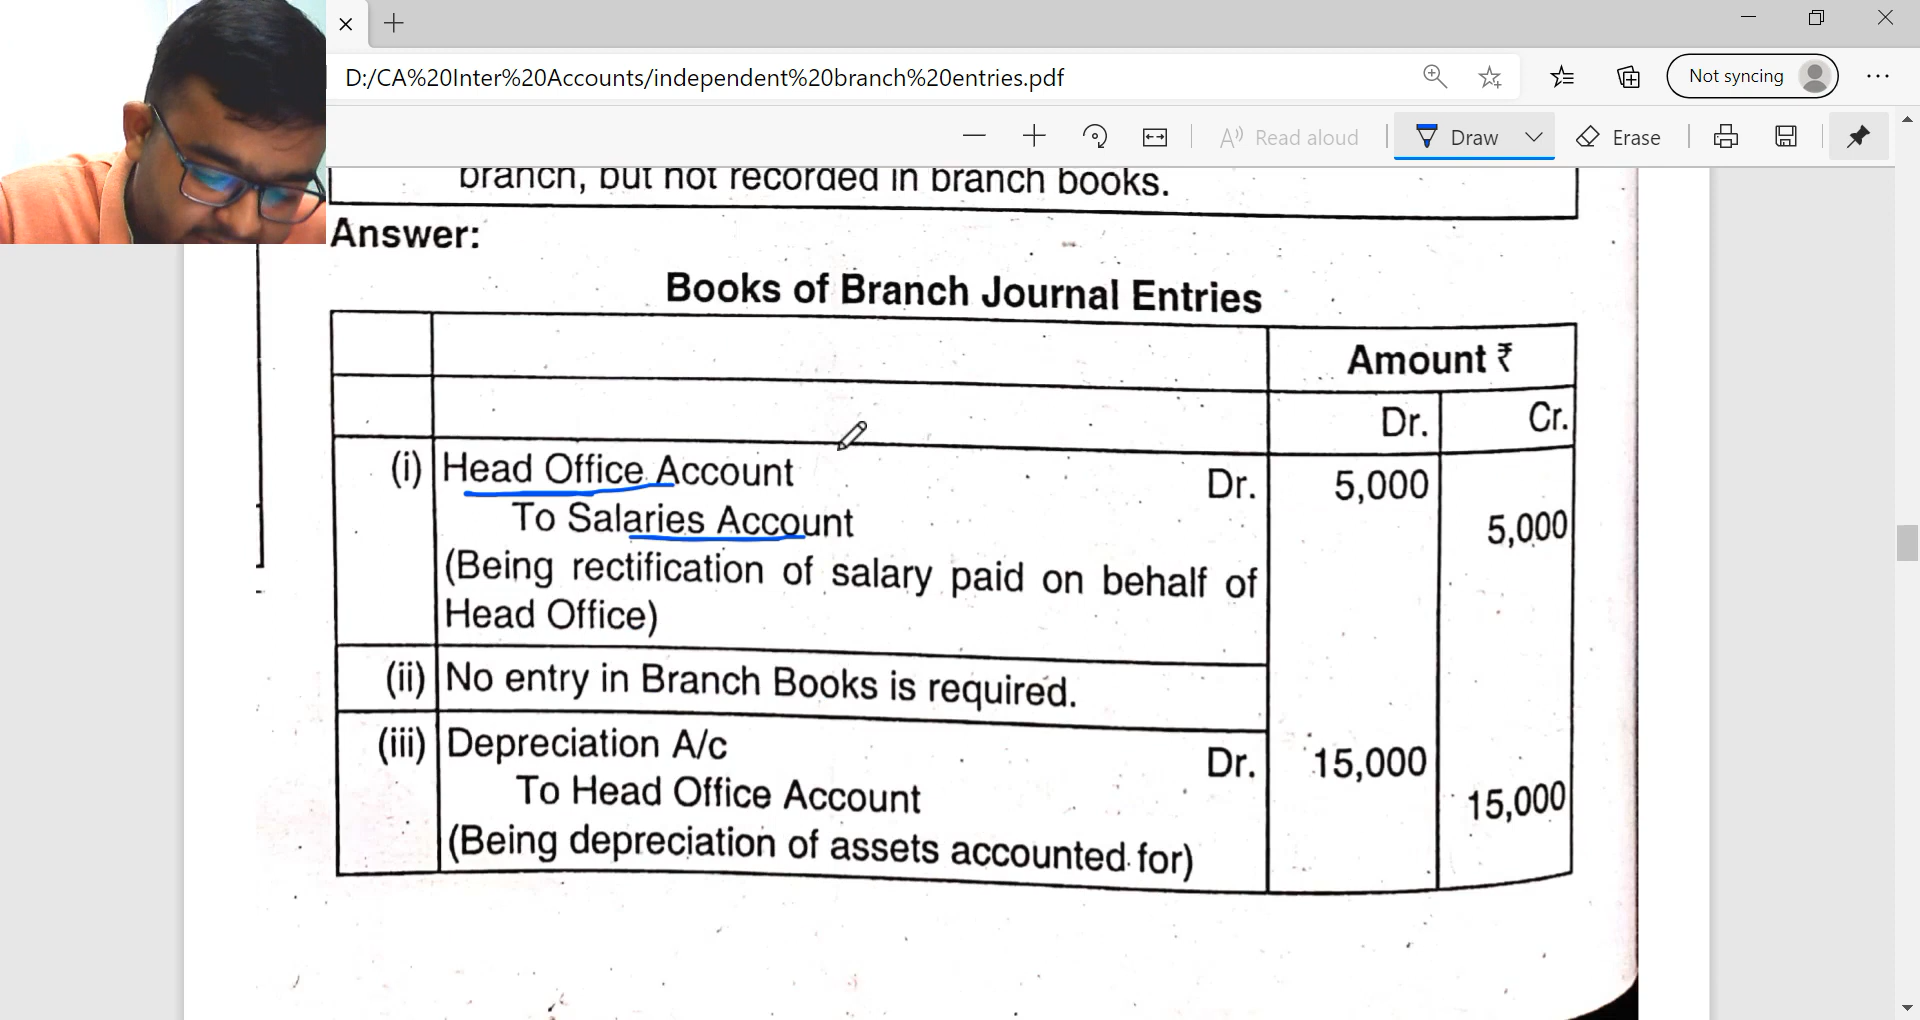 D:/CA%20Inter%20Accounts/independent%20branch%20entries.pdf
Not syncing
Read aloud
Draw
Erase
branch, but not recorded in branch books.
Answer:
Books of Branch Journal Entries
Amount ₹
Dr. Cr.
(i) Head Office Account Dr. 5,000
To Salaries Account 5,000
(Being rectification of salary paid on behalf of
Head Office)
(ii) No entry in Branch Books is required.
(iii) Depreciation A/c Dr. 15,000
To Head Office Account 15,000
(Being depreciation of assets accounted for)